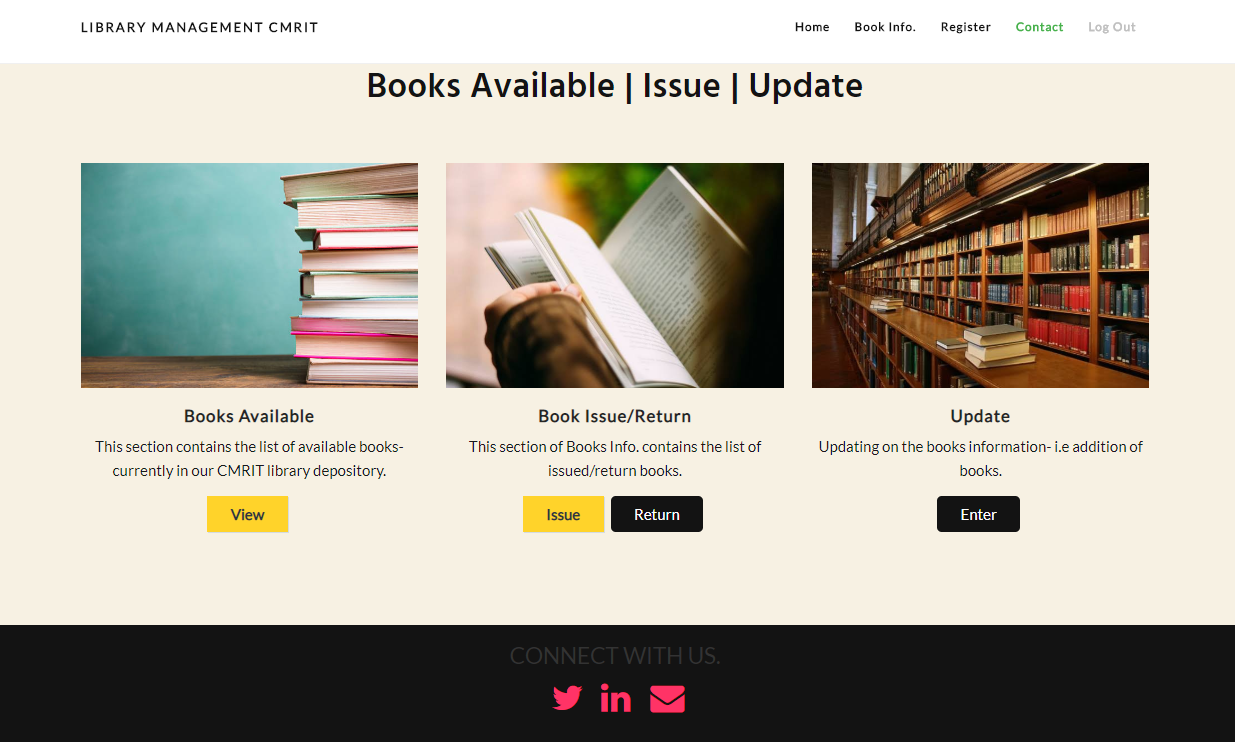 LIBRARY MANAGEMENT CMRIT
Home Book Info. Register Contact Log Out
Books Available | Issue | Update
Books Available
This section contains the list of available books-
currently in our CMRIT library depository.
View
Book Issue/Return
This section of Books Info. contains the list of
issued/return books.
Issue Return
Update
Updating on the books information- i.e addition of
books.
Enter
CONNECT WITH US.